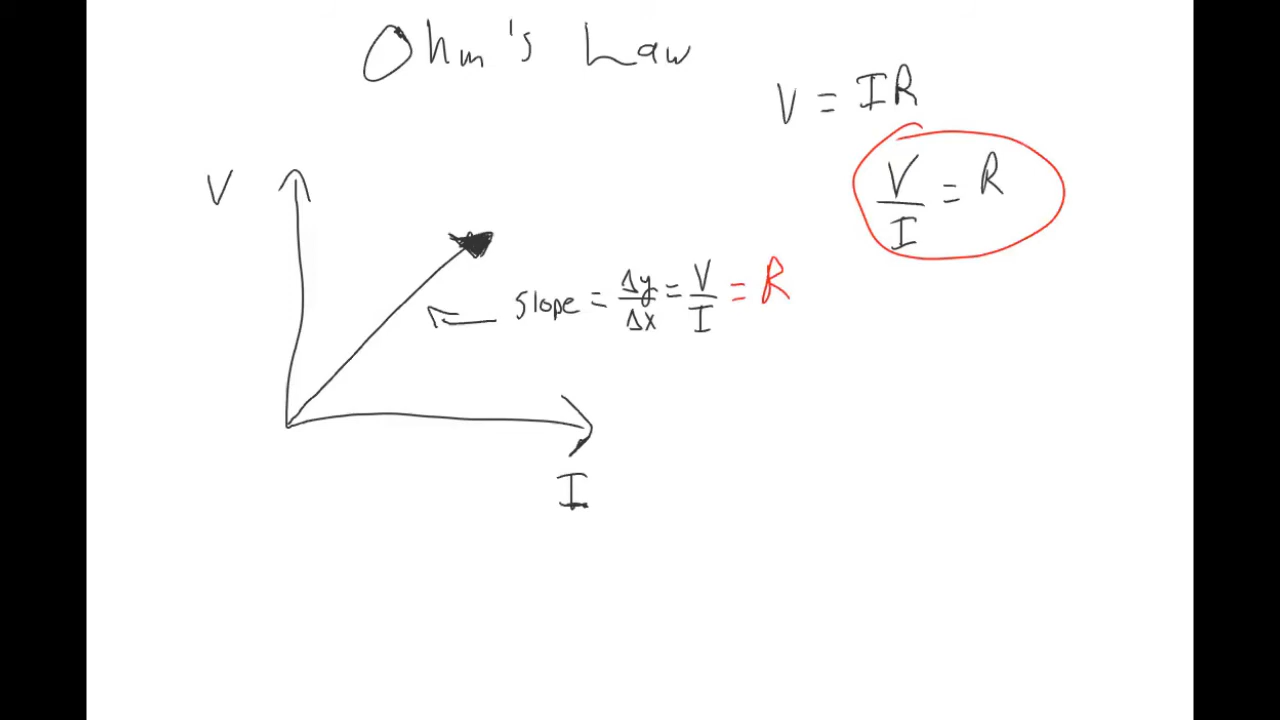 Ohm's Law
V = IR
V/I = R
V
Slope = Δy/Δx = V/I = R
I